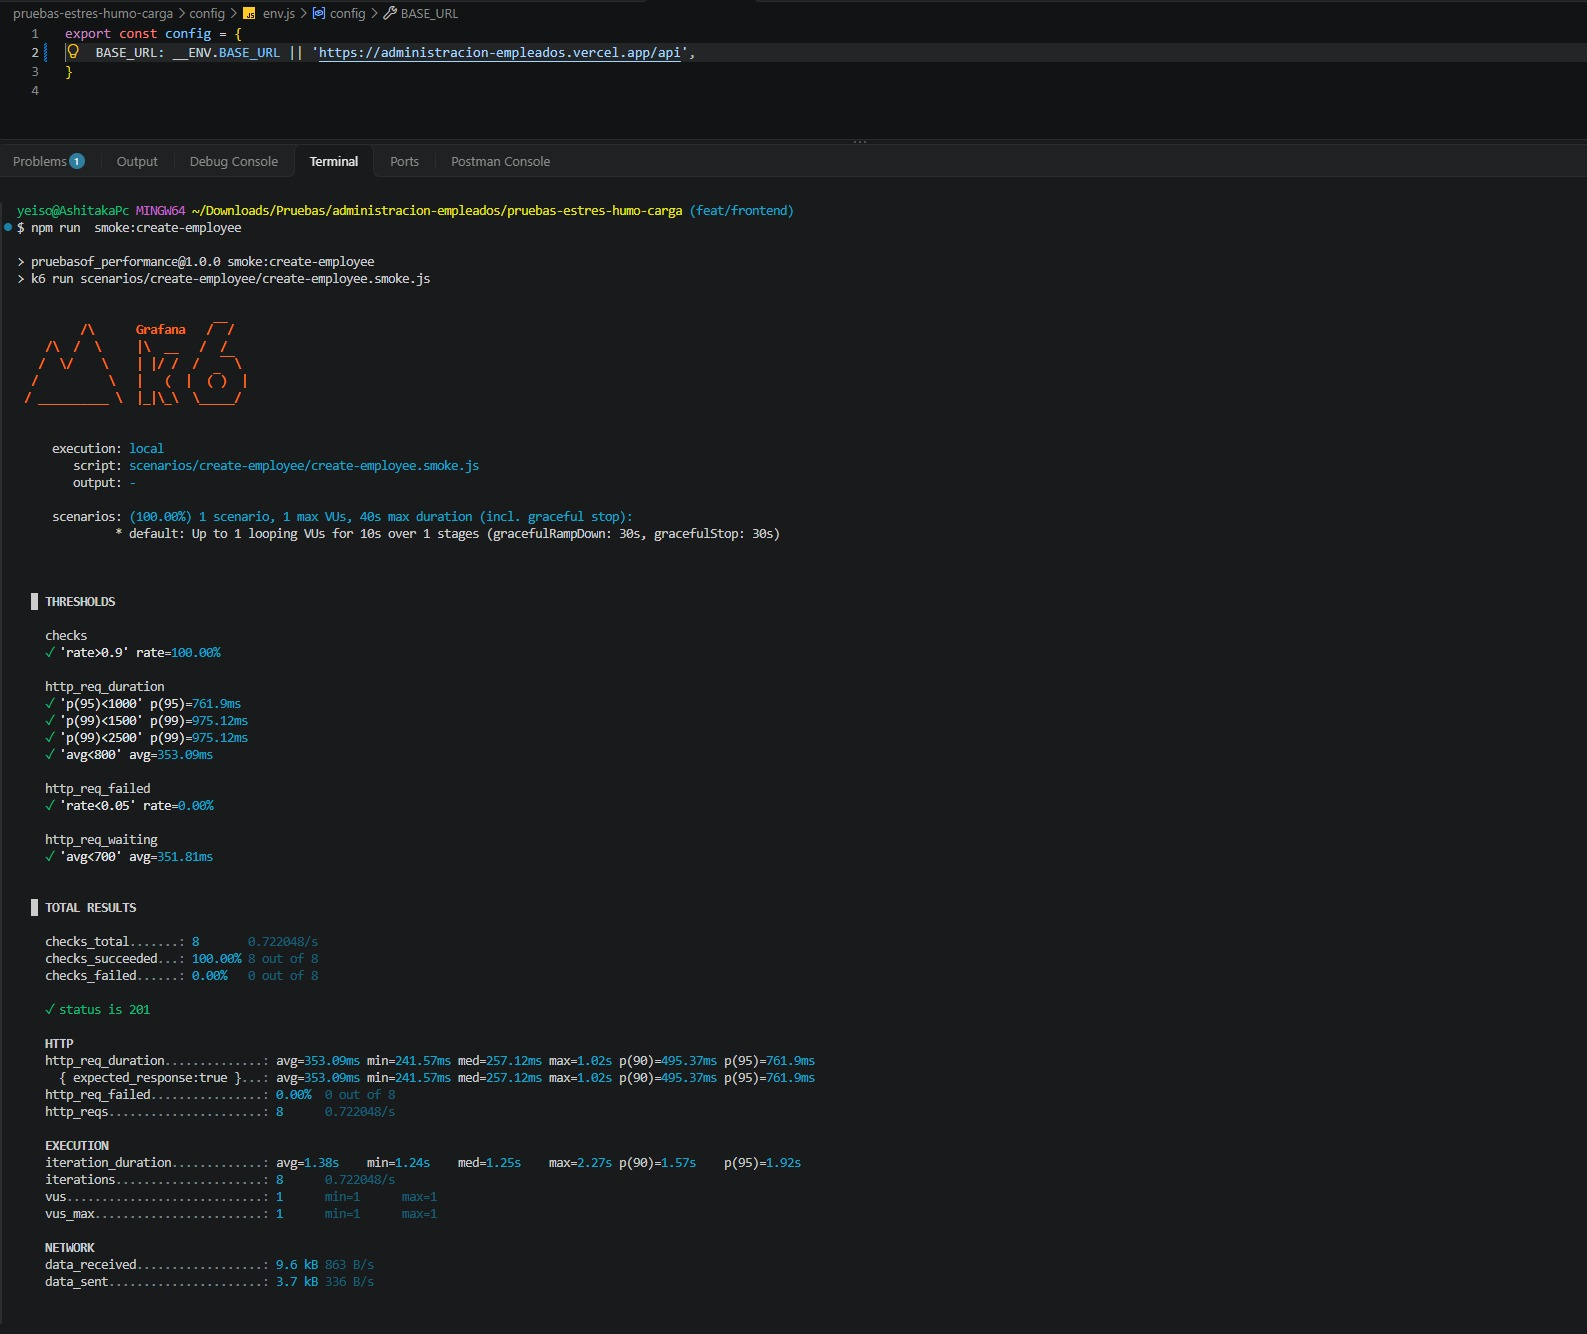 pruebas-estres-humo-carga > config > JS env.js > config > BASE_URL
1 export const config = {
2 BASE_URL: __ENV.BASE_URL || 'https://administracion-empleados.vercel.app/api',
3 }
4
Problems 1 Output Debug Console Terminal Ports Postman Console
yeiso@AshitakaPc MINGW64 ~/Downloads/Pruebas/administracion-empleados/pruebas-estres-humo-carga (feat/frontend)
$ npm run  smoke:create-employee
> pruebasof_performance@1.0.0 smoke:create-employee
> k6 run scenarios/create-employee/create-employee.smoke.js
Grafana
execution: local
script: scenarios/create-employee/create-employee.smoke.js
output: -
scenarios: (100.00%) 1 scenario, 1 max VUs, 40s max duration (incl. graceful stop):
* default: Up to 1 looping VUs for 10s over 1 stages (gracefulRampDown: 30s, gracefulStop: 30s)
THRESHOLDS
checks
✓ 'rate>0.9' rate=100.00%
http_req_duration
✓ 'p(95)<1000' p(95)=761.9ms
✓ 'p(99)<1500' p(99)=975.12ms
✓ 'p(99)<2500' p(99)=975.12ms
✓ 'avg<800' avg=353.09ms
http_req_failed
✓ 'rate<0.05' rate=0.00%
http_req_waiting
✓ 'avg<700' avg=351.81ms
TOTAL RESULTS
checks_total.......: 8 0.722048/s
checks_succeeded...: 100.00% 8 out of 8
checks_failed......: 0.00% 0 out of 8
✓ status is 201
HTTP
http_req_duration..............: avg=353.09ms min=241.57ms med=257.12ms max=1.02s p(90)=495.37ms p(95)=761.9ms
{ expected_response:true }...: avg=353.09ms min=241.57ms med=257.12ms max=1.02s p(90)=495.37ms p(95)=761.9ms
http_req_failed................: 0.00% 0 out of 8
http_reqs......................: 8 0.722048/s
EXECUTION
iteration_duration.............: avg=1.38s min=1.24s med=1.25s max=2.27s p(90)=1.57s p(95)=1.92s
iterations.....................: 8 0.722048/s
vus............................: 1 min=1 max=1
vus_max........................: 1 min=1 max=1
NETWORK
data_received..................: 9.6 kB 863 B/s
data_sent......................: 3.7 kB 336 B/s